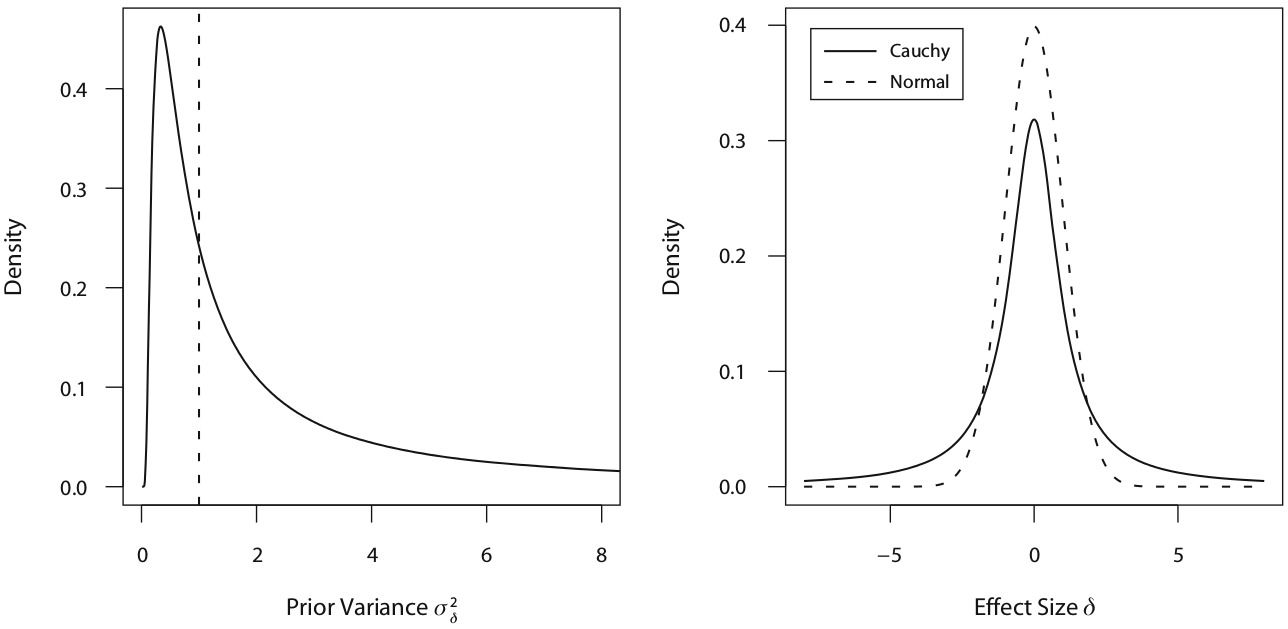 Density
0.4
0.3
0.2
0.1
0.0
0 2 4 6 8
Prior Variance σ²δ
Density
0.4
0.3
0.2
0.1
0.0
Cauchy
Normal
−5 0 5
Effect Size δ